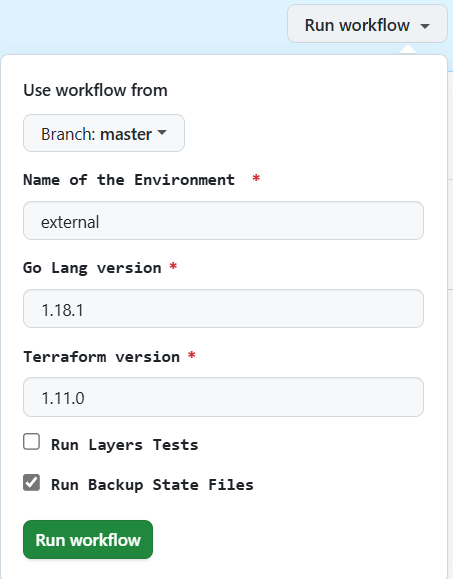 Run workflow
Use workflow from
Branch: master
Name of the Environment *
external
Go Lang version *
1.18.1
Terraform version *
1.11.0
Run Layers Tests
Run Backup State Files
Run workflow